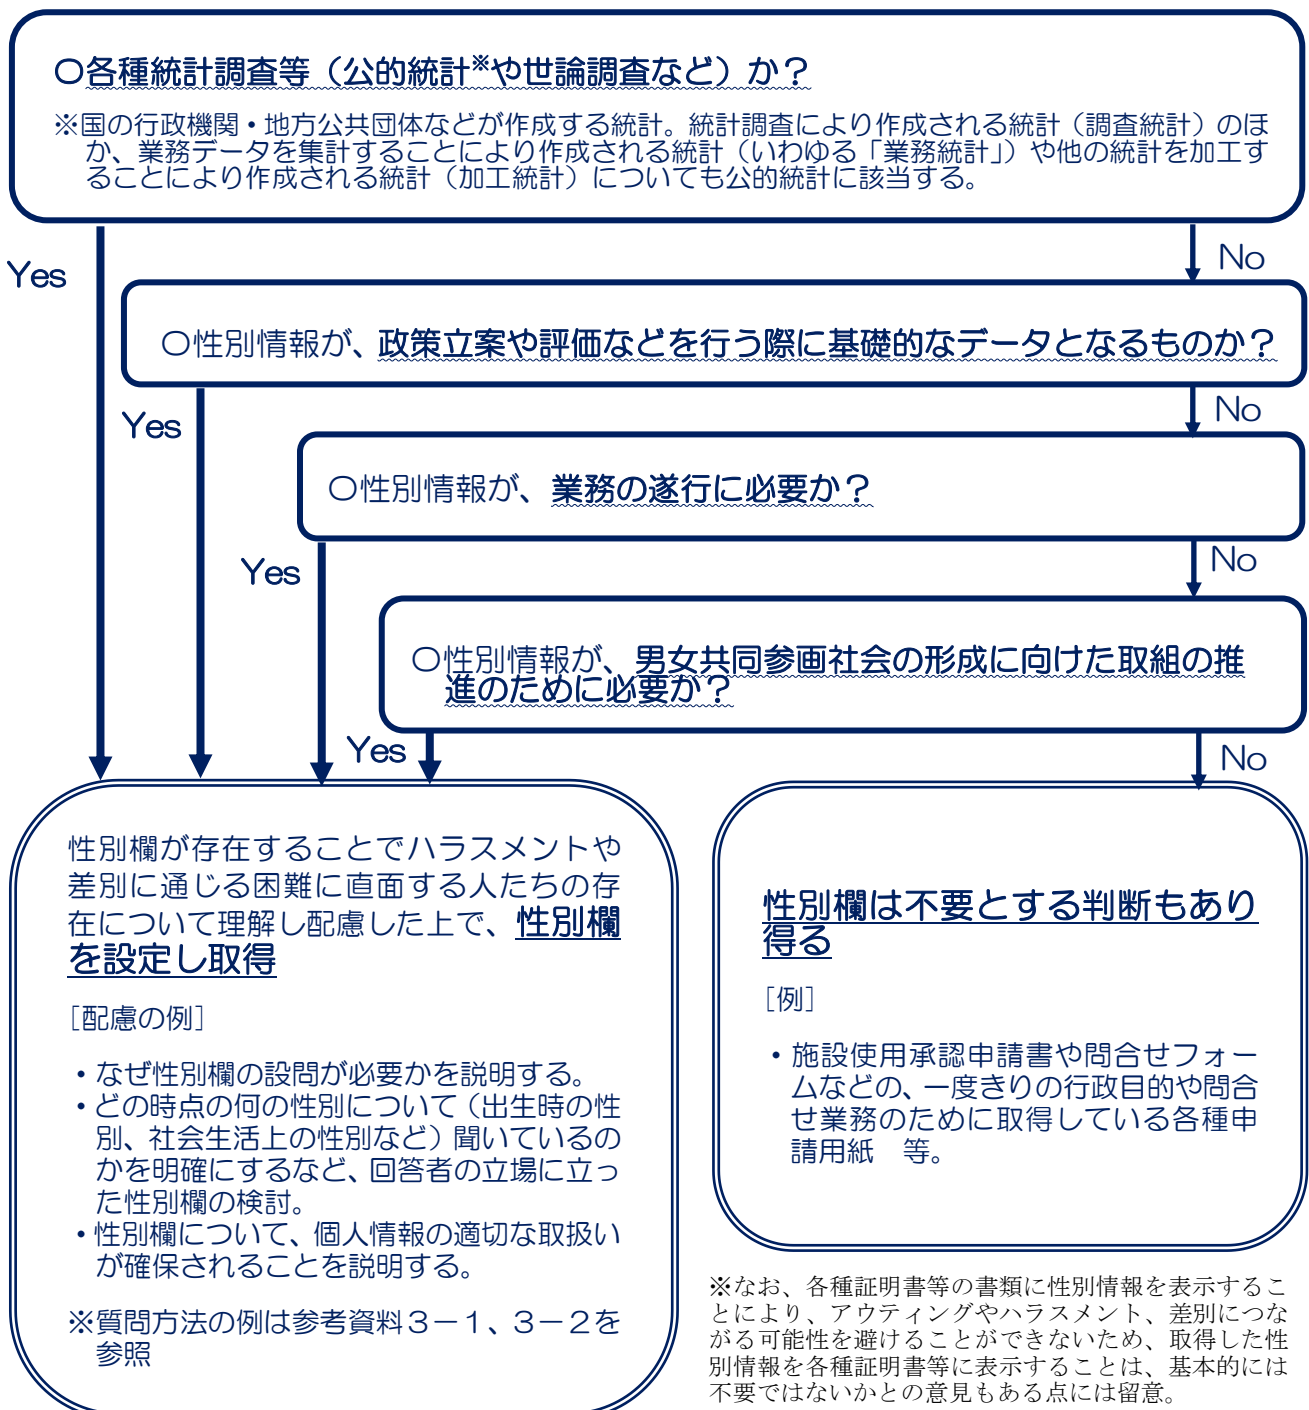 〇各種統計調査等（公的統計※や世論調査など）か？
※国の行政機関・地方公共団体などが作成する統計。統計調査により作成される統計（調査統計）のほ
か、業務データを集計することにより作成される統計（いわゆる「業務統計」）や他の統計を加工す
ることにより作成される統計（加工統計）についても公的統計に該当する。
Yes
No
〇性別情報が、政策立案や評価などを行う際に基礎的なデータとなるものか？
Yes
No
〇性別情報が、業務の遂行に必要か？
Yes
No
〇性別情報が、男女共同参画社会の形成に向けた取組の推
進のために必要か？
Yes
No
性別欄が存在することでハラスメントや
差別に通じる困難に直面する人たちの存
在について理解し配慮した上で、性別欄
を設定し取得
［配慮の例］
・なぜ性別欄の設問が必要かを説明する。
・どの時点の何の性別について（出生時の性
別、社会生活上の性別など）聞いているの
かを明確にするなど、回答者の立場に立っ
た性別欄の検討。
・性別欄について、個人情報の適切な取扱い
が確保されることを説明する。
※質問方法の例は参考資料３－１、３－２を
参照
性別欄は不要とする判断もあり
得る
［例］
・施設使用承認申請書や問合せフォー
ムなどの、一度きりの行政目的や問合
せ業務のために取得している各種申
請用紙　等。
※なお、各種証明書等の書類に性別情報を表示するこ
とにより、アウティングやハラスメント、差別につな
がる可能性を避けることができないため、取得した性
別情報を各種証明書等に表示することは、基本的には
不要ではないかとの意見もある点には留意。